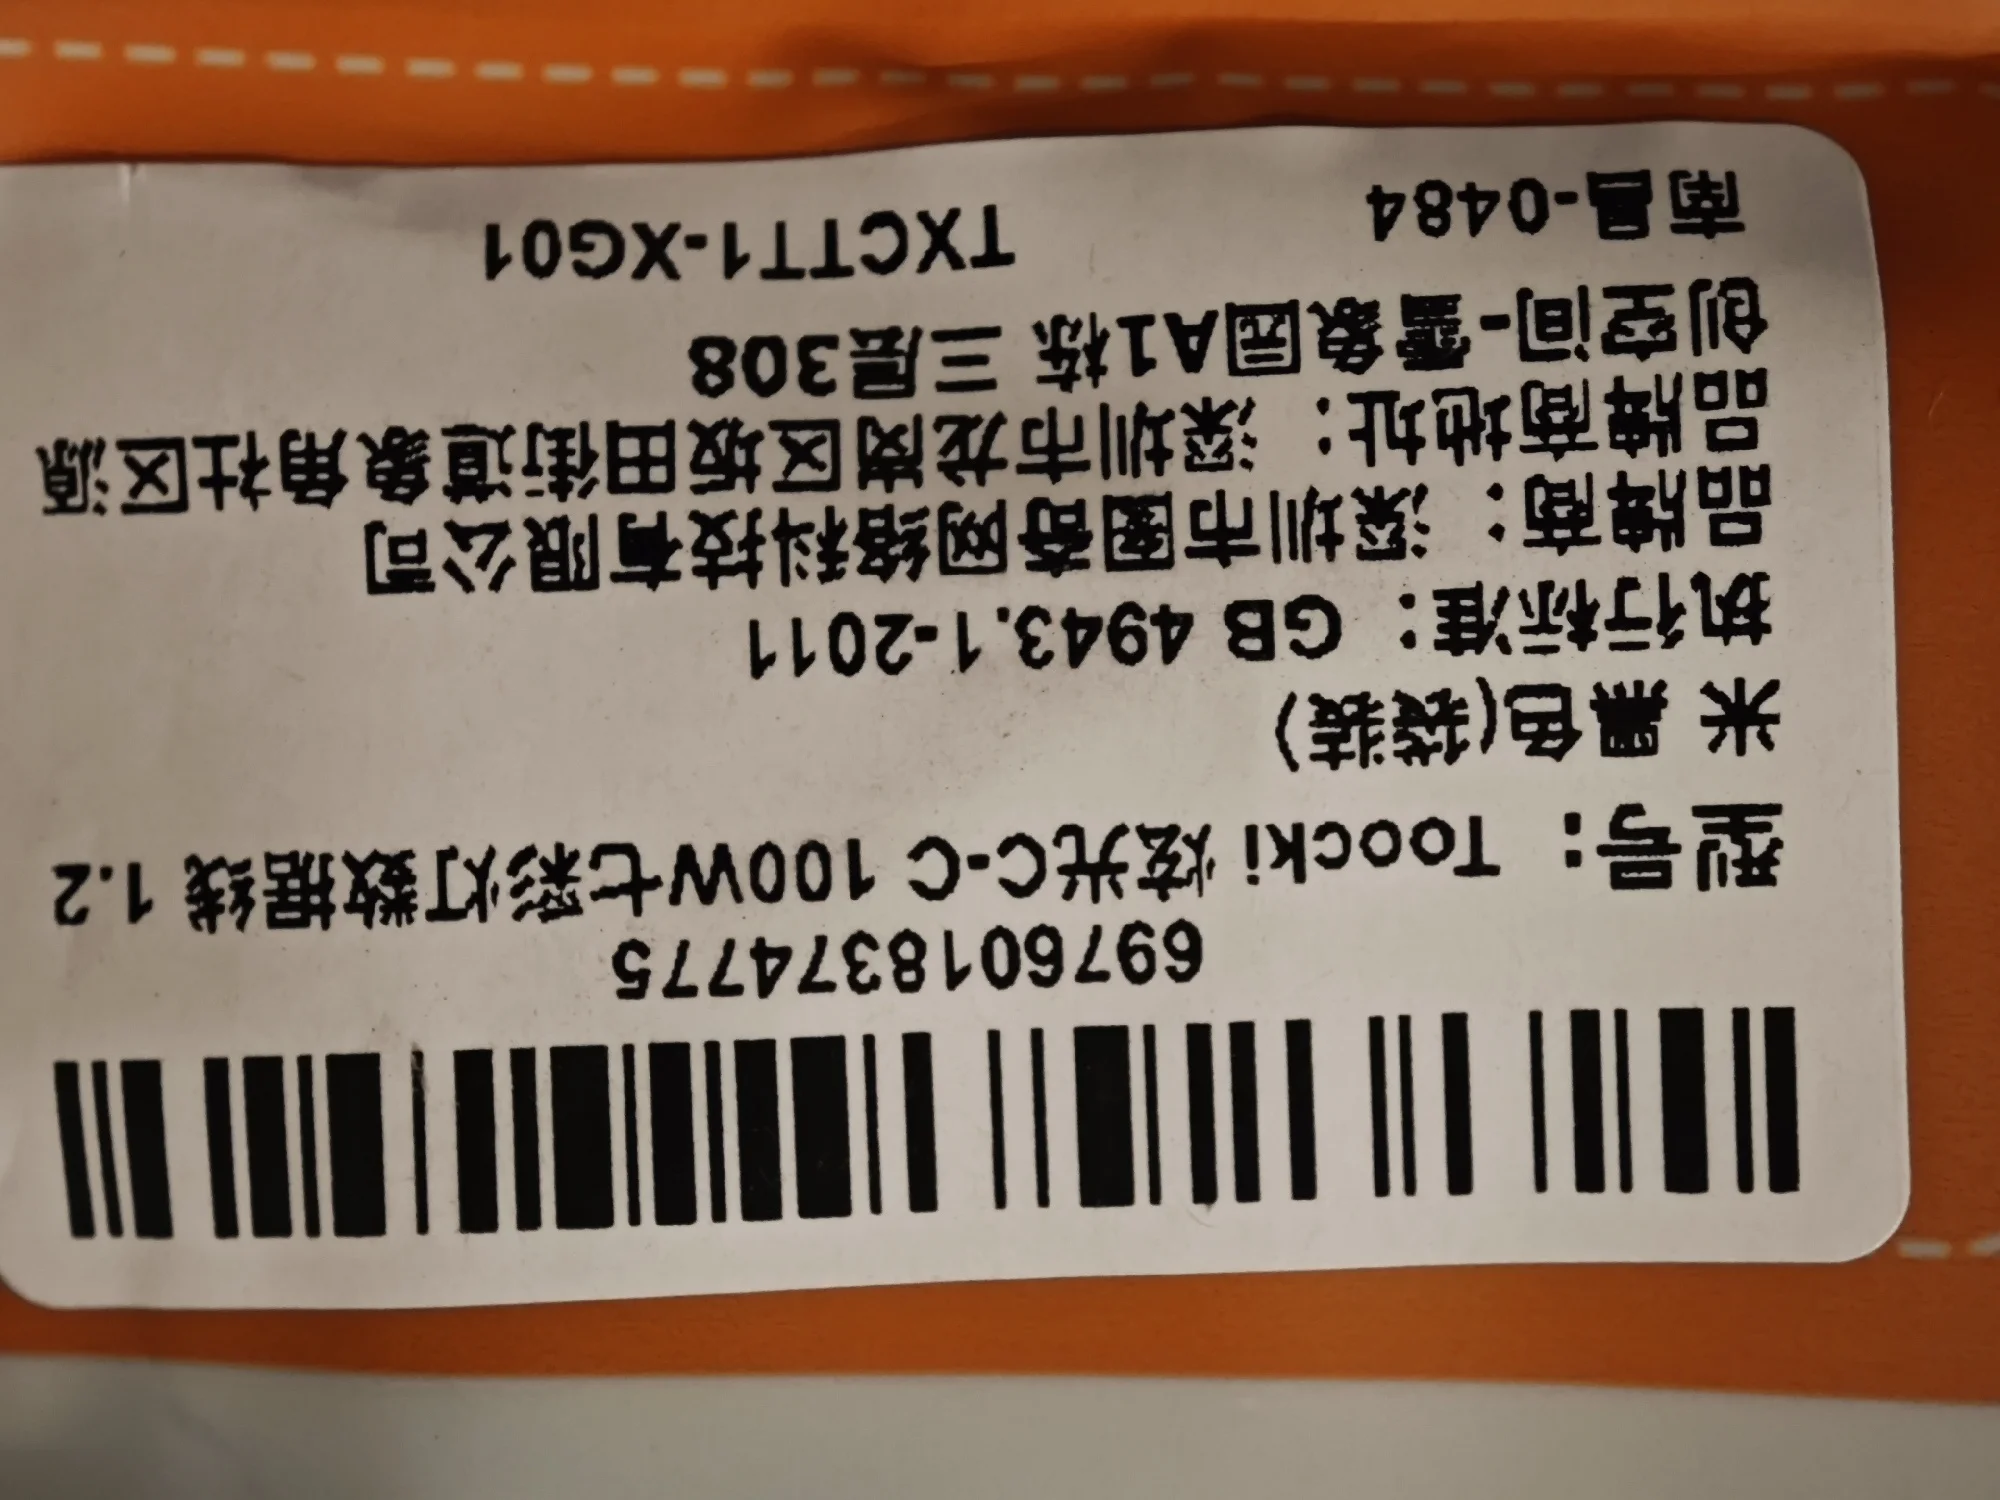 6976018374775
型号：Toocki 炫光C-C 100W七彩灯数据线 1.2
米 黑色(袋装)
执行标准：GB 4943.1-2011
品牌商：深圳市图奇网络科技有限公司
品牌商地址：深圳市龙岗区坂田街道象角社区源
创空间-雪象园A1栋 三层308
南昌-0484 TXCTT1-XG01